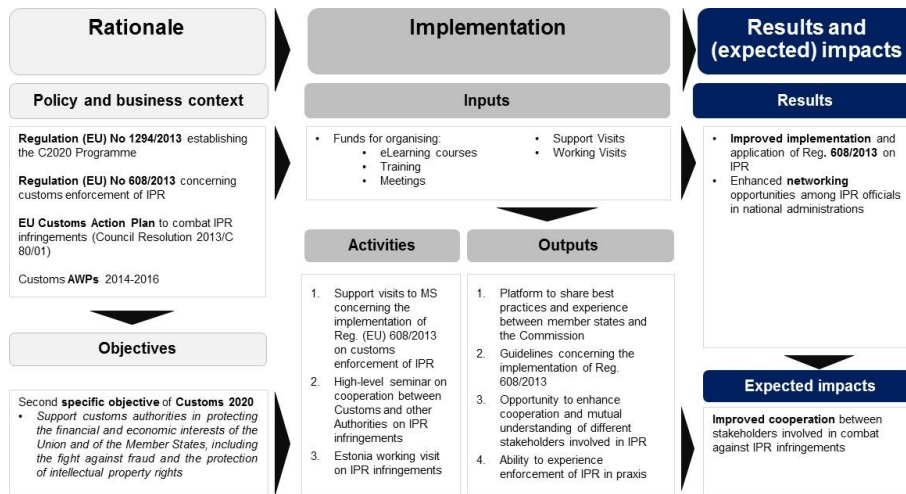 Rationale
Policy and business context
Regulation (EU) No 1294/2013 establishing
the C2020 Programme
Regulation (EU) No 608/2013 concerning
customs enforcement of IPR
EU Customs Action Plan to combat IPR
infringements (Council Resolution 2013/C
80/01)
Customs AWPs 2014-2016
Objectives
Second specific objective of Customs 2020
• Support customs authorities in protecting
the financial and economic interests of the
Union and of the Member States, including
the fight against fraud and the protection
of intellectual property rights
Implementation
Inputs
• Funds for organising:
• eLearning courses
• Training
• Meetings
• Support Visits
• Working Visits
Activities
1. Support visits to MS
concerning the
implementation of
Reg. (EU) 608/2013
on customs
enforcement of IPR
2. High-level seminar on
cooperation between
Customs and other
Authorities on IPR
infringements
3. Estonia working visit
on IPR infringements
Outputs
1. Platform to share best
practices and experience
between member states and
the Commission
2. Guidelines concerning the
implementation of Reg.
608/2013
3. Opportunity to enhance
cooperation and mutual
understanding of different
stakeholders involved in IPR
4. Ability to experience
enforcement of IPR in praxis
Results and
(expected) impacts
Results
• Improved implementation and
application of Reg. 608/2013 on
IPR
• Enhanced networking
opportunities among IPR officials
in national administrations
Expected impacts
Improved cooperation between
stakeholders involved in combat
against IPR infringements